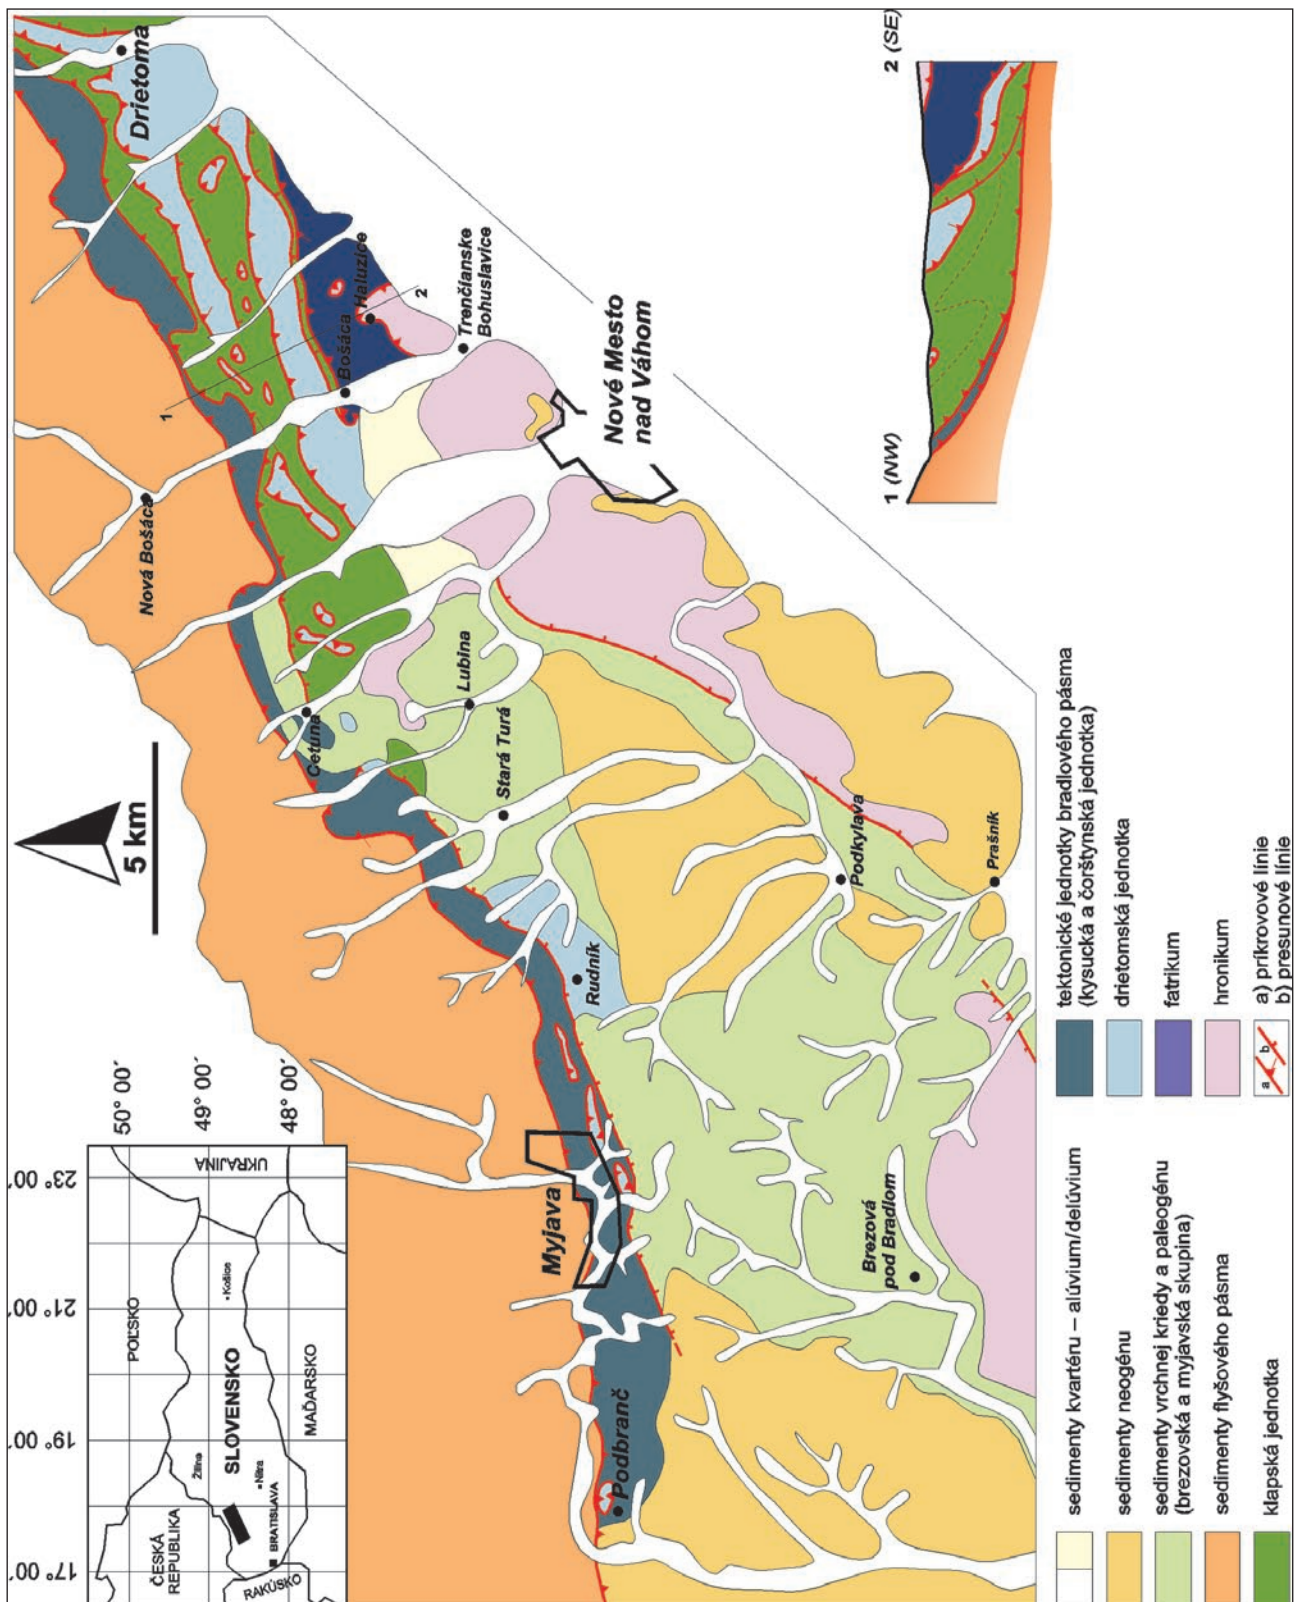 17° 00′
19° 00′
21° 00′
23° 00′
50° 00′
49° 00′
48° 00′
ČESKÁ
REPUBLIKA
POĽSKO
UKRAJINA
SLOVENSKO
MAĎARSKO
RAKÚSKO
Žilina
Nitra
Košice
BRATISLAVA
5 km
Drietoma
Nová Bošáca
Bošáca
Haluzice
Trenčianske
Bohuslavice
1
2
Nové Mesto
nad Váhom
Cetuna
Lubina
Stará Turá
Rudník
Podkylava
Prašník
Myjava
Brezová
pod Bradlom
Podbranč
1 (NW)
2 (SE)
sedimenty kvartéru – alúvium/delúvium
sedimenty neogénu
sedimenty vrchnej kriedy a paleogénu
(brezovská a myjavská skupina)
sedimenty flyšového pásma
klapská jednotka
tektonické jednotky bradlového pásma
(kysucká a čorštynská jednotka)
drietomská jednotka
fatrikum
hronikum
a b
a) príkrovové línie
b) presunové línie